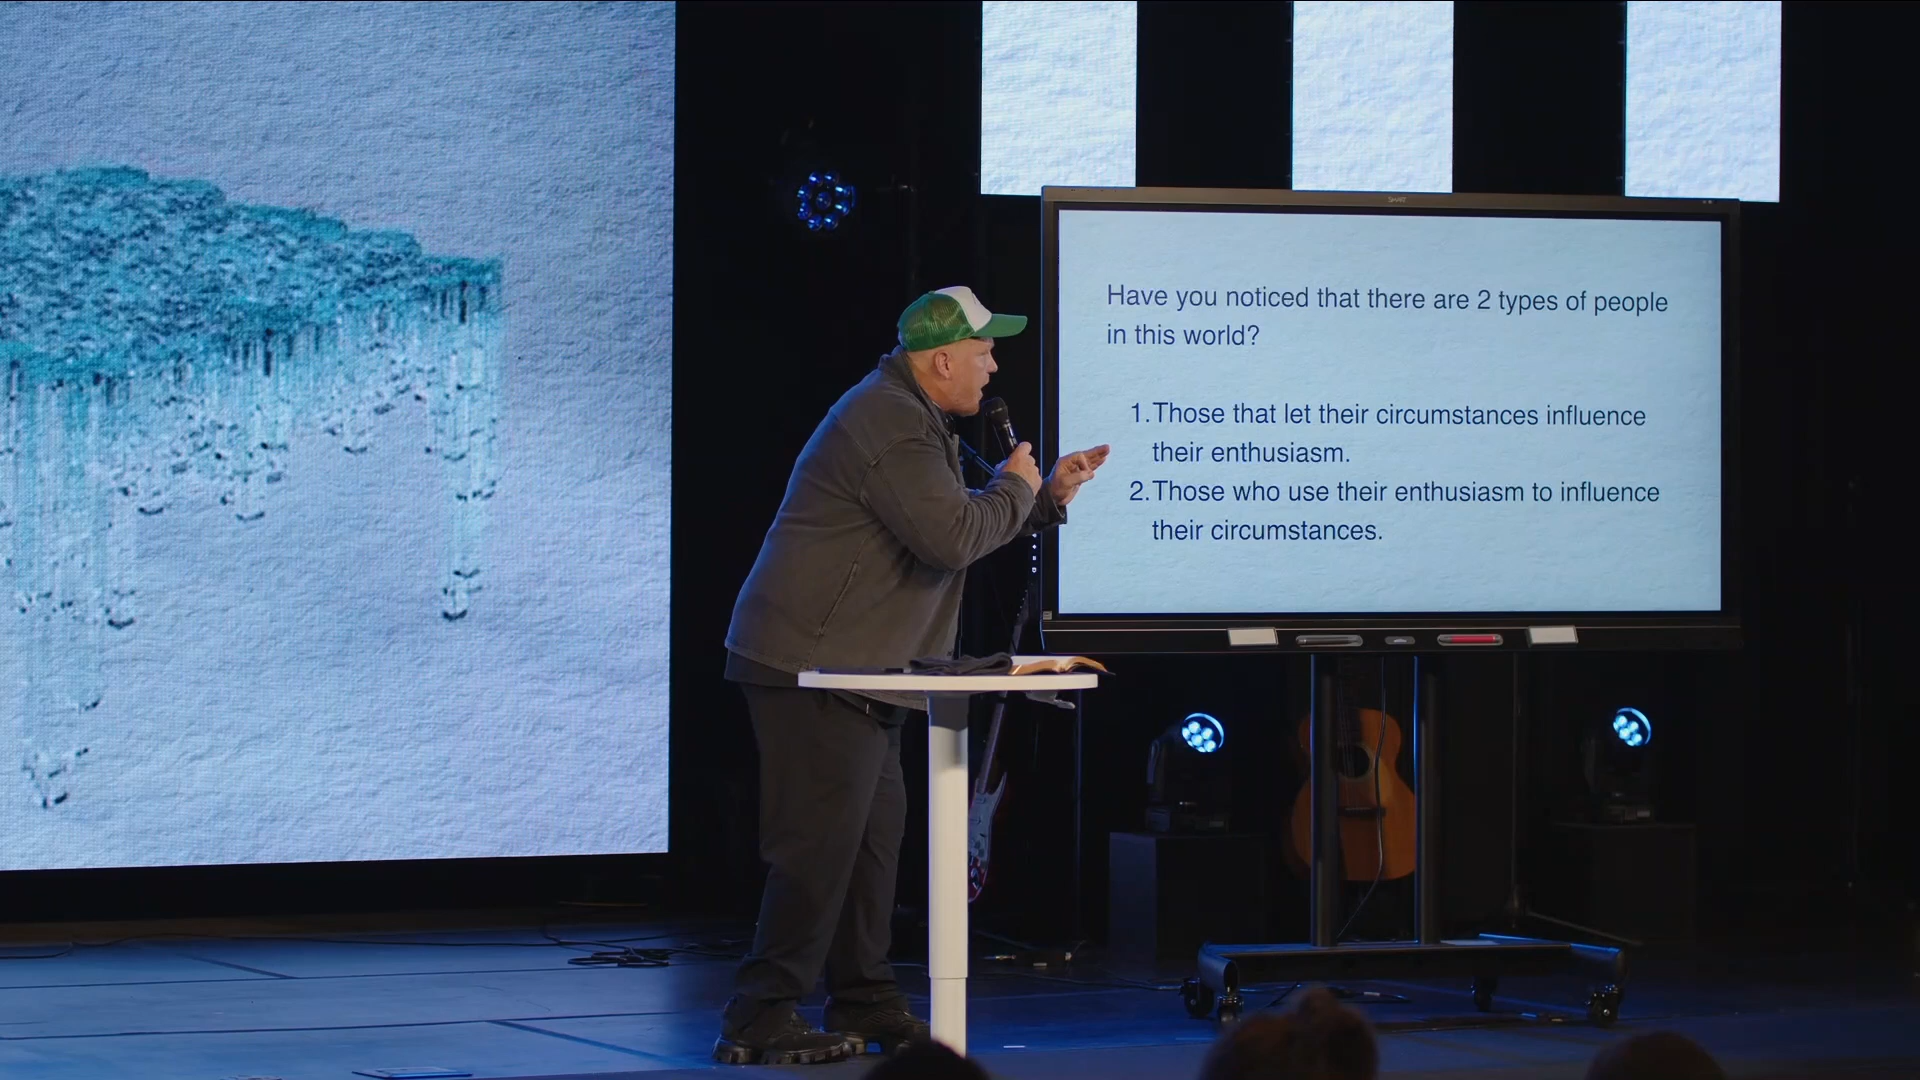 SMART
Have you noticed that there are 2 types of people
in this world?
1.Those that let their circumstances influence
their enthusiasm.
2.Those who use their enthusiasm to influence
their circumstances.